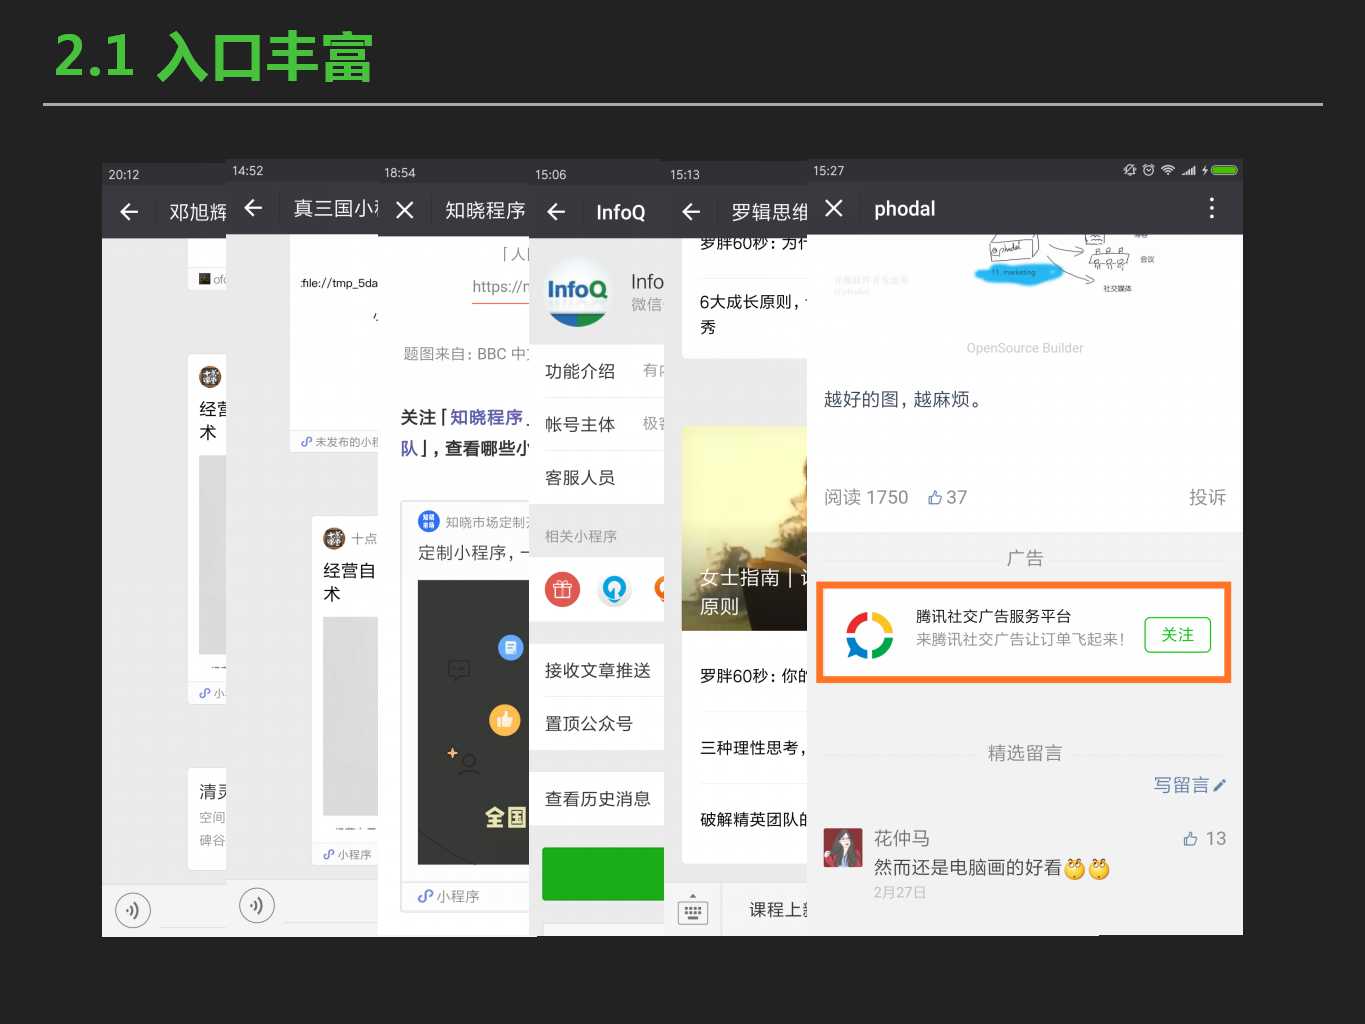 2.1 入口丰富
20:12
邓旭辉
经营
术
小
清灵
空间
碑谷
14:52
真三国小程
:file://tmp_5da
未发布的小程
十点
经营自
术
小程序
18:54
知晓程序
「人
https://m
题图来自：BBC 中文
关注「知晓程序」
队」，查看哪些小
知晓市场定制
定制小程序，一
全国
小程序
15:06
InfoQ
InfoQ
Info
微信
功能介绍 有
帐号主体 极客
客服人员
相关小程序
接收文章推送
置顶公众号
查看历史消息
15:13
罗辑思维
罗胖60秒：为什
6大成长原则，
秀
女士指南｜
原则
罗胖60秒：你的
三种理性思考，
破解精英团队的
课程上新
15:27
phodal
@phodal
11. marketing
会议
社交媒体
OpenSource Builder
越好的图，越麻烦。
阅读 1750 37 投诉
广告
腾讯社交广告服务平台
来腾讯社交广告让订单飞起来！
关注
精选留言
写留言
花仲马 13
然而还是电脑画的好看
2月27日